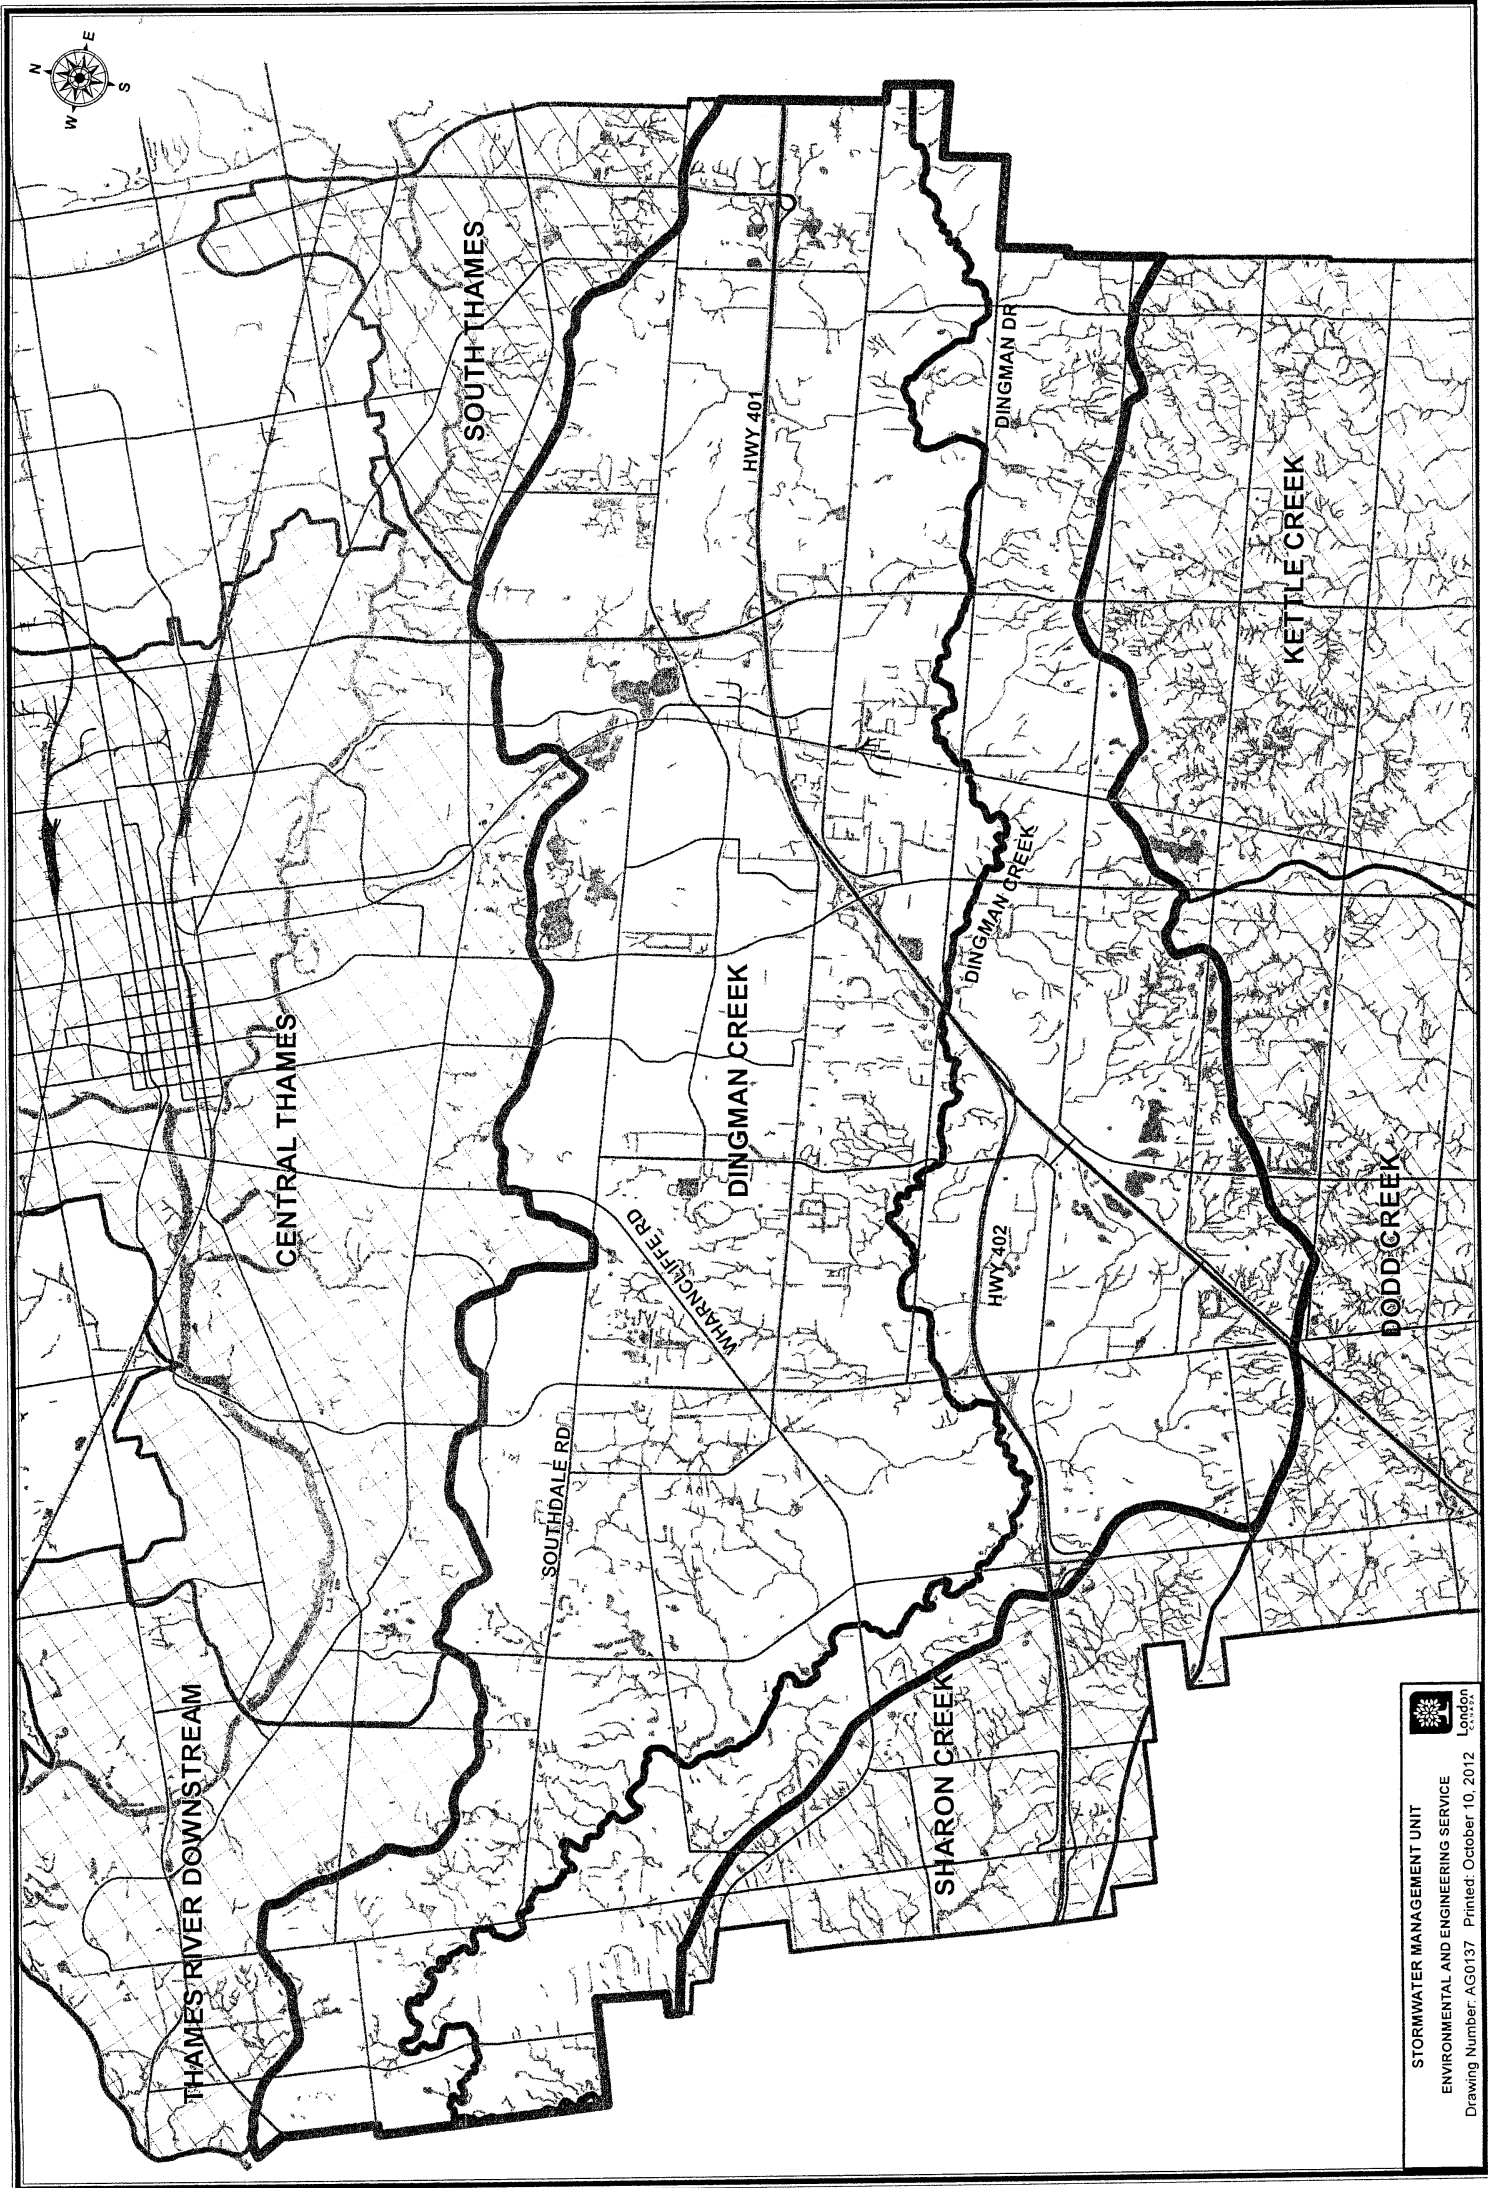 N
E
S
W
SOUTH THAMES
HWY 401
DINGMAN DR
KETTLE CREEK
CENTRAL THAMES
DINGMAN CREEK
DINGMAN CREEK
WHARNCLIFFE RD
HWY 402
DODD CREEK
SOUTHDALE RD
THAMES RIVER DOWNSTREAM
SHARON CREEK
STORMWATER MANAGEMENT UNIT
ENVIRONMENTAL AND ENGINEERING SERVICE
Drawing Number: AG0137 Printed: October 10, 2012
London
CANADA